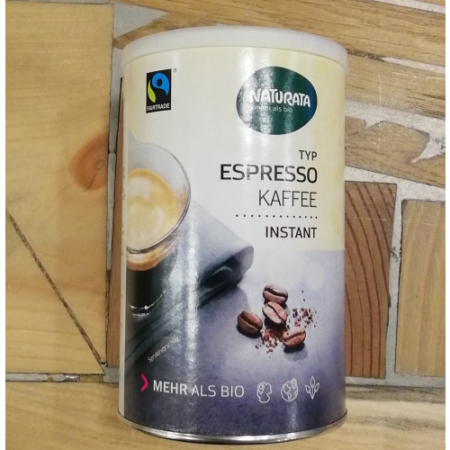 FAIRTRADE
NATURATA
TYP
ESPRESSO
KAFFEE
INSTANT
MEHR ALS BIO